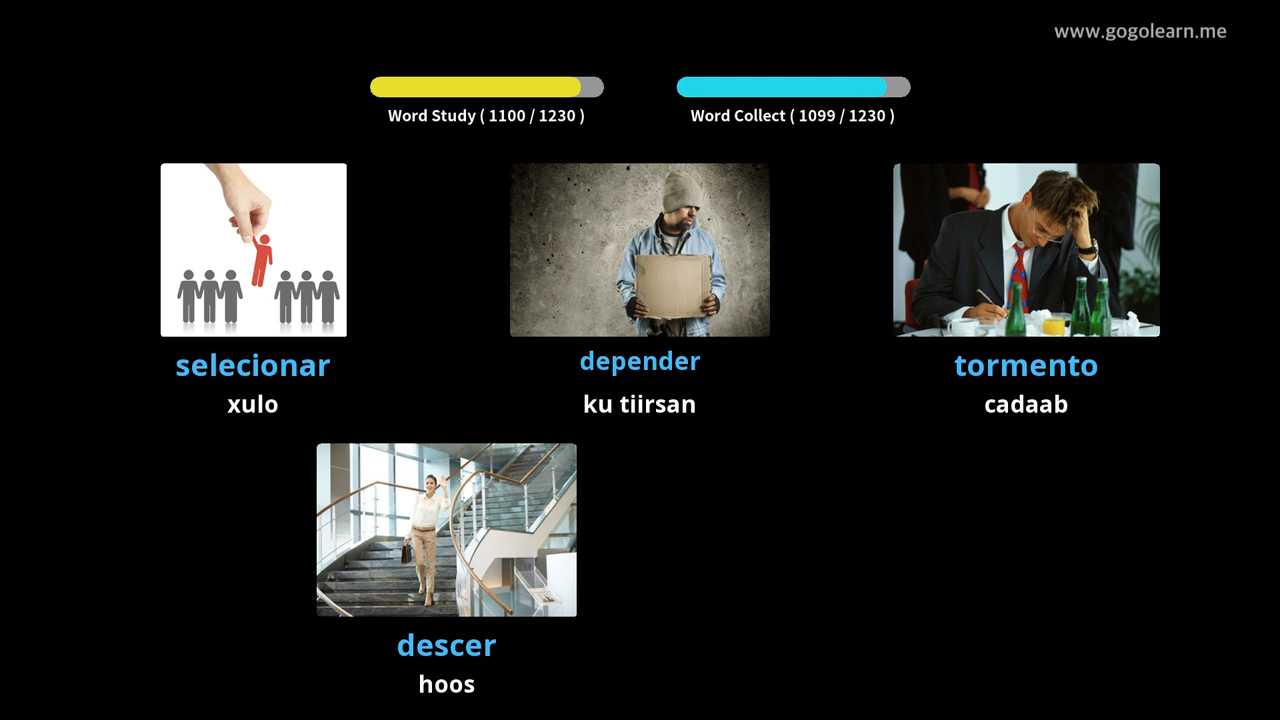 www.gogolearn.me
Word Study ( 1100 / 1230 )
Word Collect ( 1099 / 1230 )
selecionar
xulo
depender
ku tiirsan
tormento
cadaab
descer
hoos